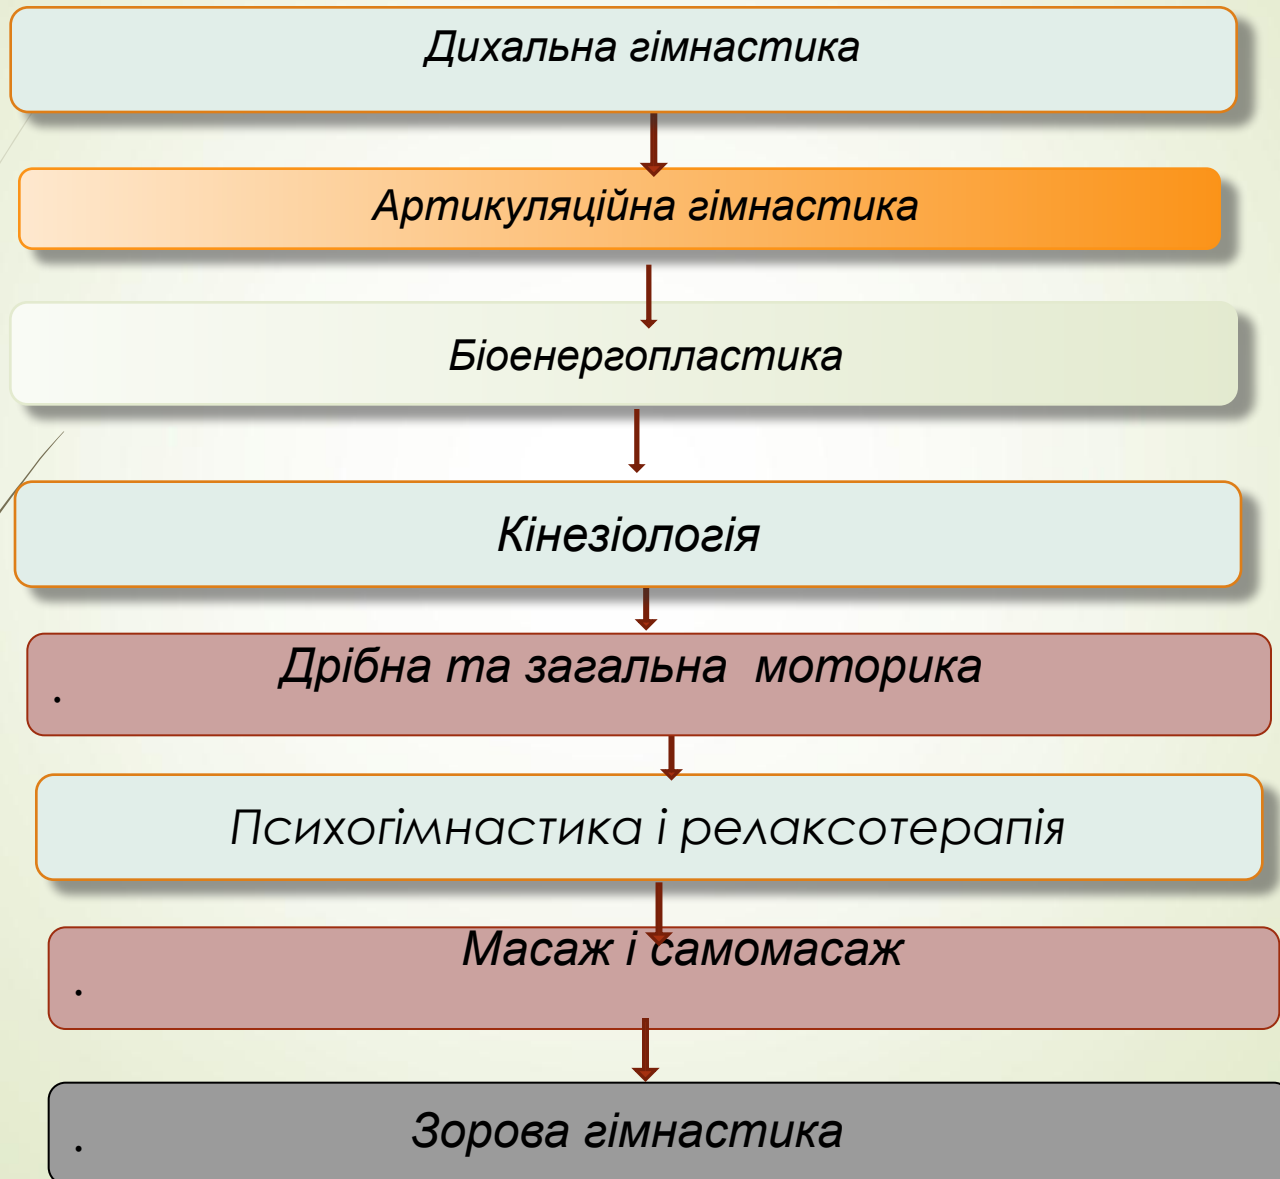 Дихальна гімнастика
Артикуляційна гімнастика
Біоенергопластика
Кінезіологія
Дрібна та загальна  моторика
.
Психогімнастика і релаксотерапія
Масаж і самомасаж
.
Зорова гімнастика
.